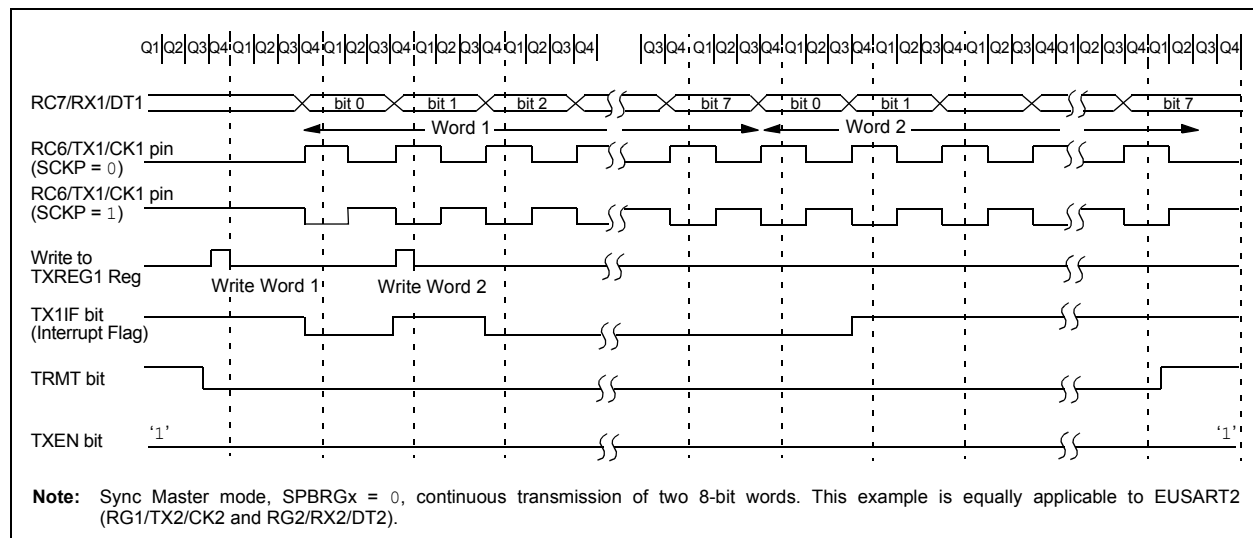 Q1 Q2 Q3 Q4 Q1 Q2 Q3 Q4 Q1 Q2 Q3 Q4 Q1 Q2 Q3 Q4 Q1 Q2 Q3 Q4 Q3 Q4 Q1 Q2 Q3 Q4 Q1 Q2 Q3 Q4 Q1 Q2 Q3 Q4 Q1 Q2 Q3 Q4 Q1 Q2 Q3 Q4 Q1 Q2 Q3 Q4
RC7/RX1/DT1 bit 0 bit 1 bit 2 bit 7 bit 0 bit 1 bit 7
Word 1 Word 2
RC6/TX1/CK1 pin
(SCKP = 0)
RC6/TX1/CK1 pin
(SCKP = 1)
Write to
TXREG1 Reg
Write Word 1 Write Word 2
TX1IF bit
(Interrupt Flag)
TRMT bit
TXEN bit '1' '1'
Note: Sync Master mode, SPBRGx = 0, continuous transmission of two 8-bit words. This example is equally applicable to EUSART2
(RG1/TX2/CK2 and RG2/RX2/DT2).